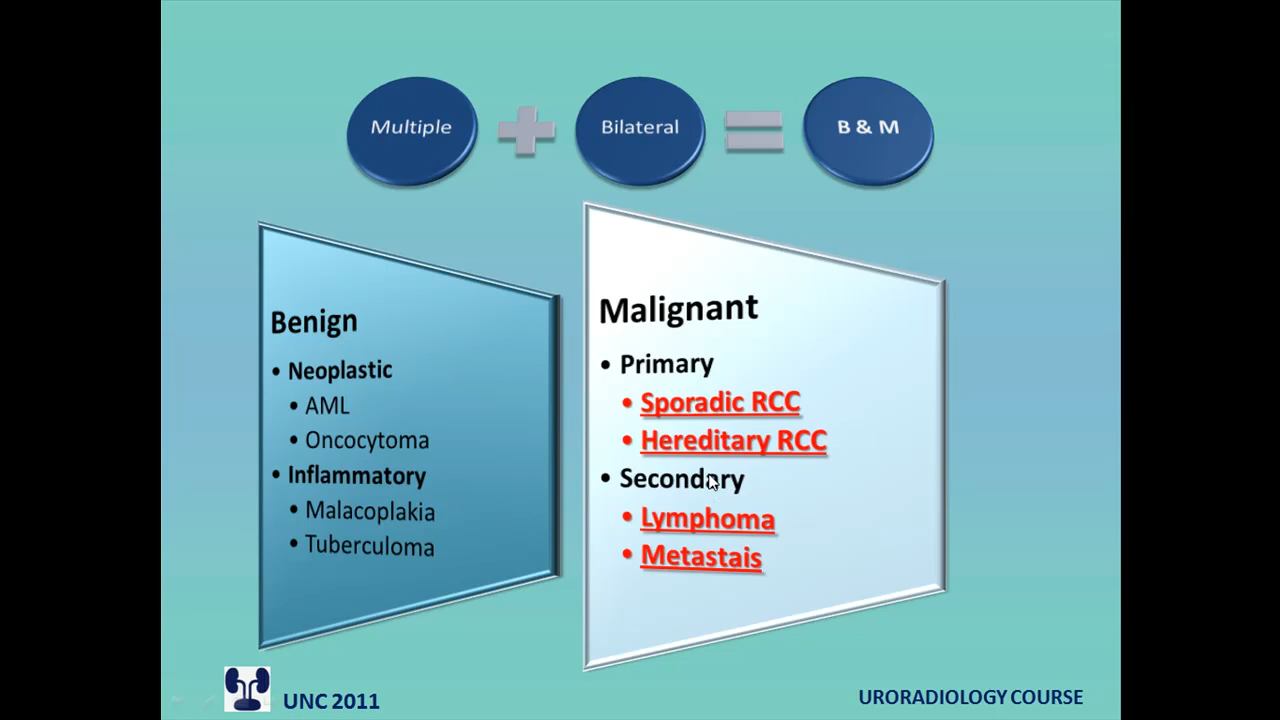 Multiple
Bilateral
B & M
Benign
• Neoplastic
• AML
• Oncocytoma
• Inflammatory
• Malacoplakia
• Tuberculoma
Malignant
• Primary
• Sporadic RCC
• Hereditary RCC
• Secondary
• Lymphoma
• Metastais
UNC 2011
URORADIOLOGY COURSE